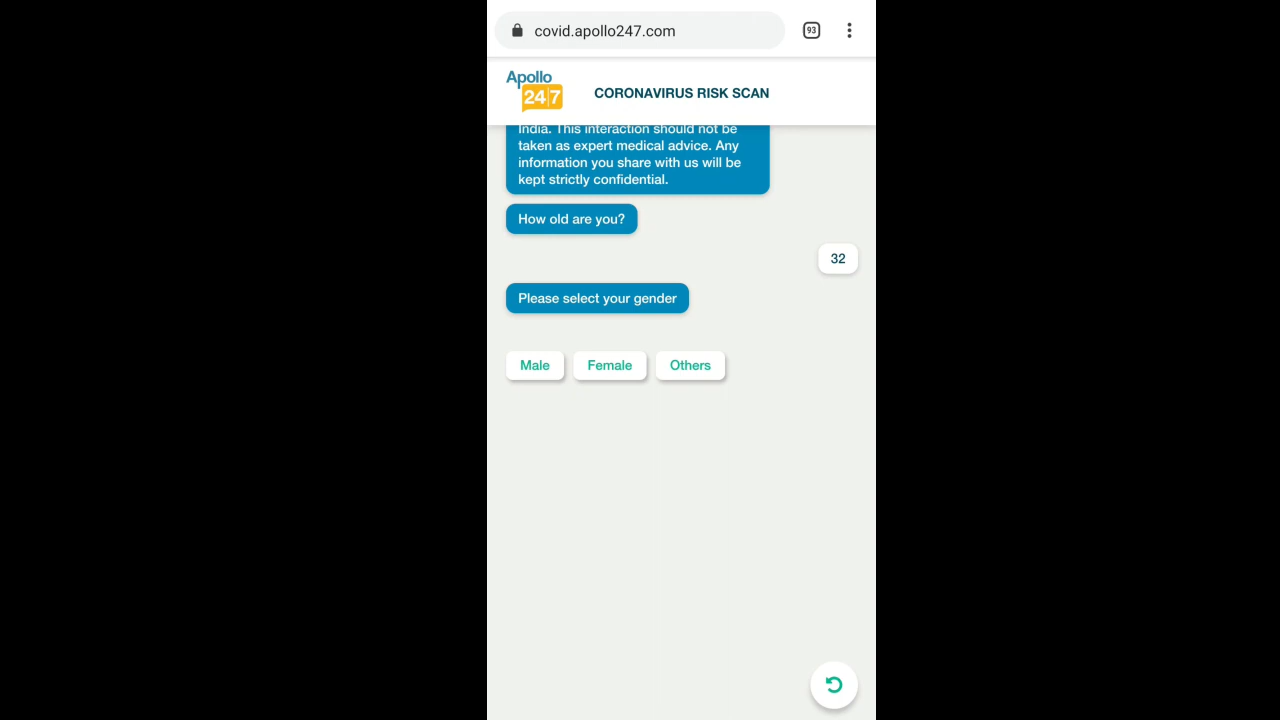 covid.apollo247.com
93
Apollo
24|7
CORONAVIRUS RISK SCAN
India. This interaction should not be
taken as expert medical advice. Any
information you share with us will be
kept strictly confidential.
How old are you?
32
Please select your gender
Male Female Others